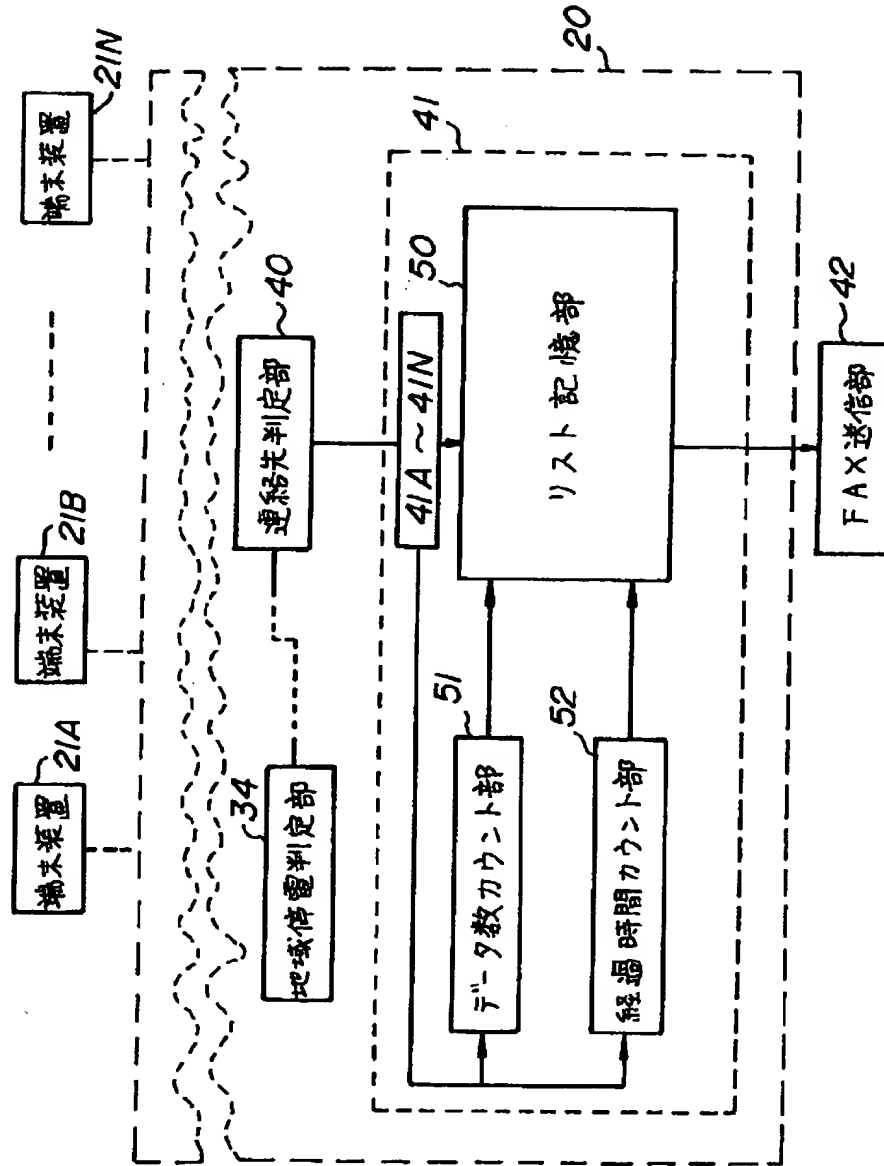 21A
端末装置
21B
端末装置
21N
端末装置
34
地域停電判定部
40
連絡先判定部
20
41
41A～41N
50
リスト記憶部
51
データ数カウント部
52
経過時間カウント部
42
FAX送信部